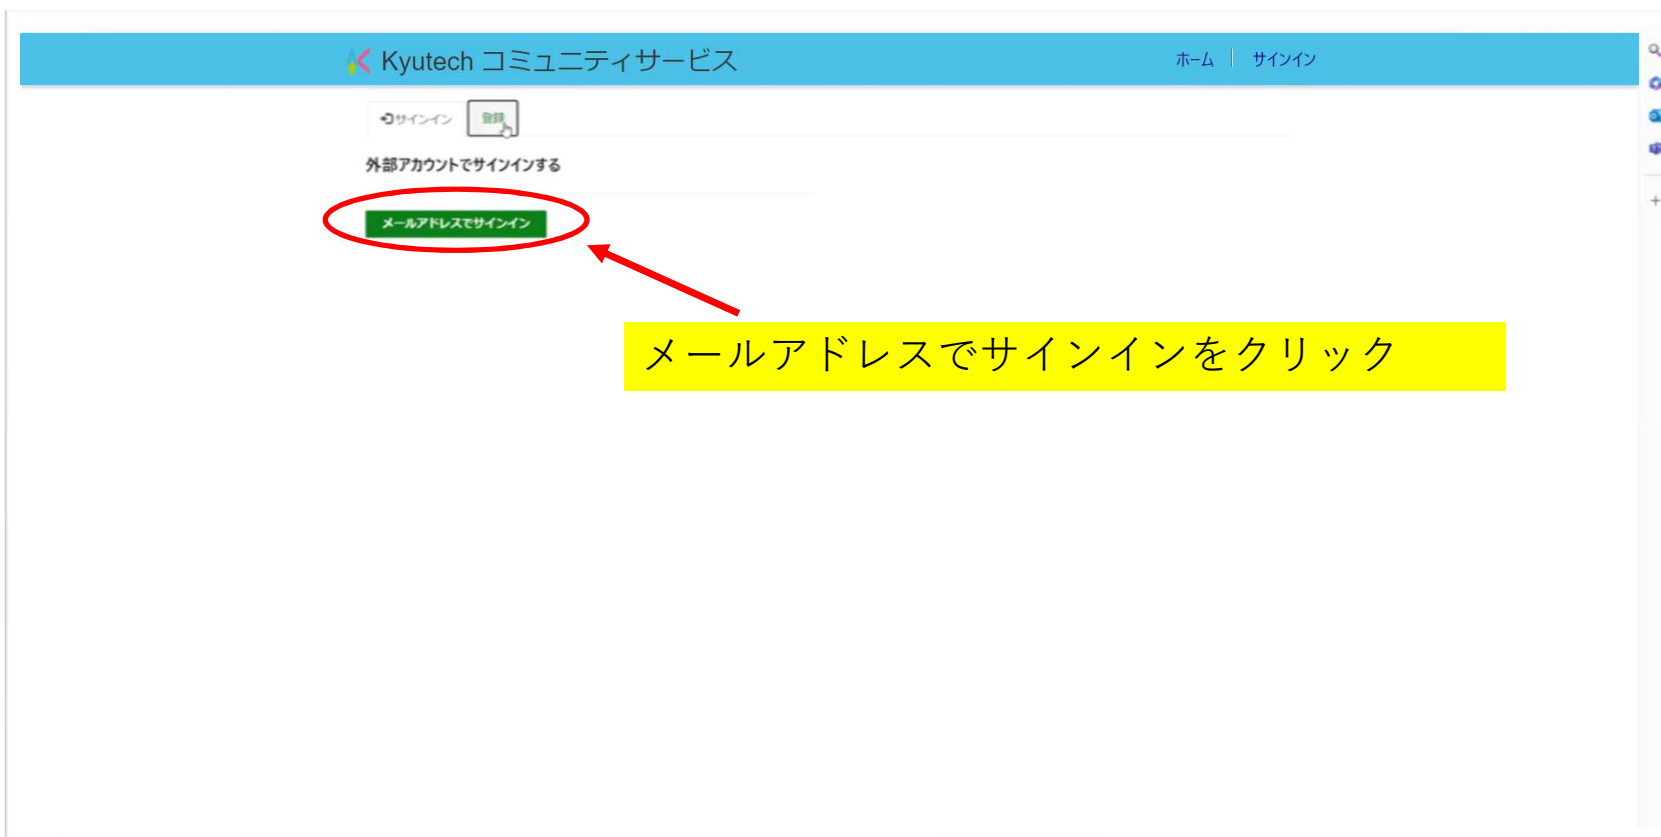 Kyutech コミュニティサービス
ホーム
サインイン
サインイン
登録
外部アカウントでサインインする
メールアドレスでサインイン
メールアドレスでサインインをクリック